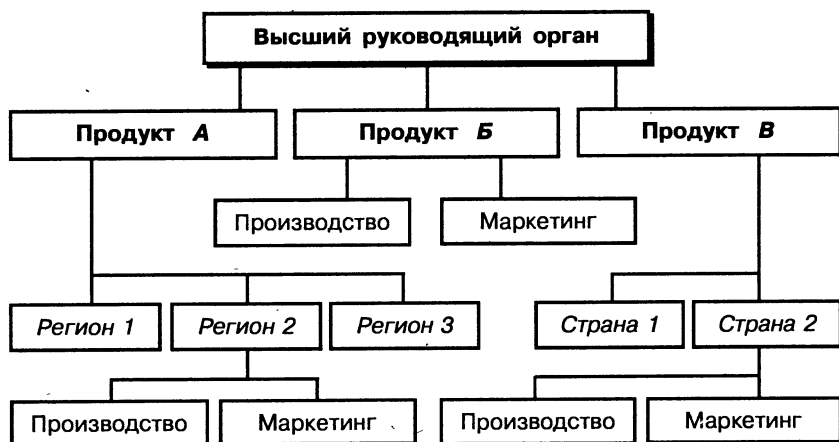 Высший руководящий орган
Продукт А
Продукт Б
Продукт В
Производство
Маркетинг
Регион 1
Регион 2
Регион 3
Страна 1
Страна 2
Производство
Маркетинг
Производство
Маркетинг